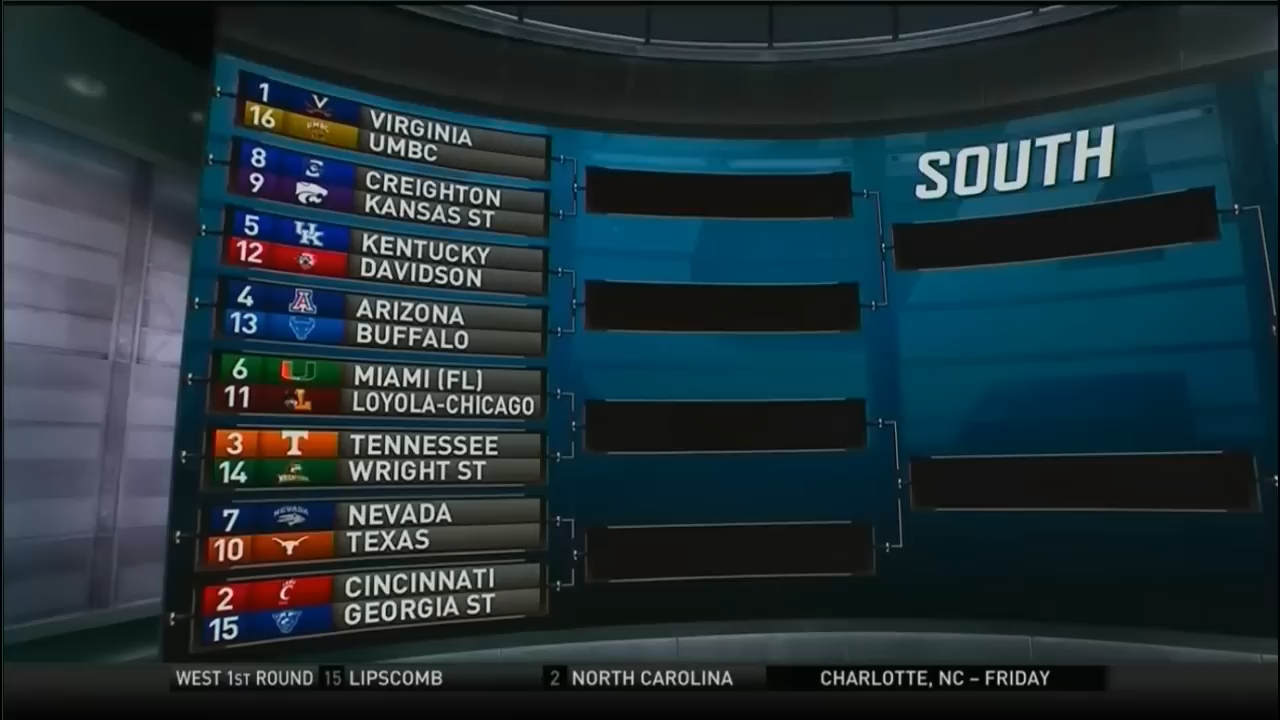 1 VIRGINIA
16 UMBC
8 CREIGHTON
9 KANSAS ST
5 KENTUCKY
12 DAVIDSON
4 ARIZONA
13 BUFFALO
6 MIAMI (FL)
11 LOYOLA-CHICAGO
3 TENNESSEE
14 WRIGHT ST
7 NEVADA NEVADA
10 TEXAS
2 CINCINNATI
15 GEORGIA ST
SOUTH
WEST 1ST ROUND 15 LIPSCOMB 2 NORTH CAROLINA CHARLOTTE, NC – FRIDAY